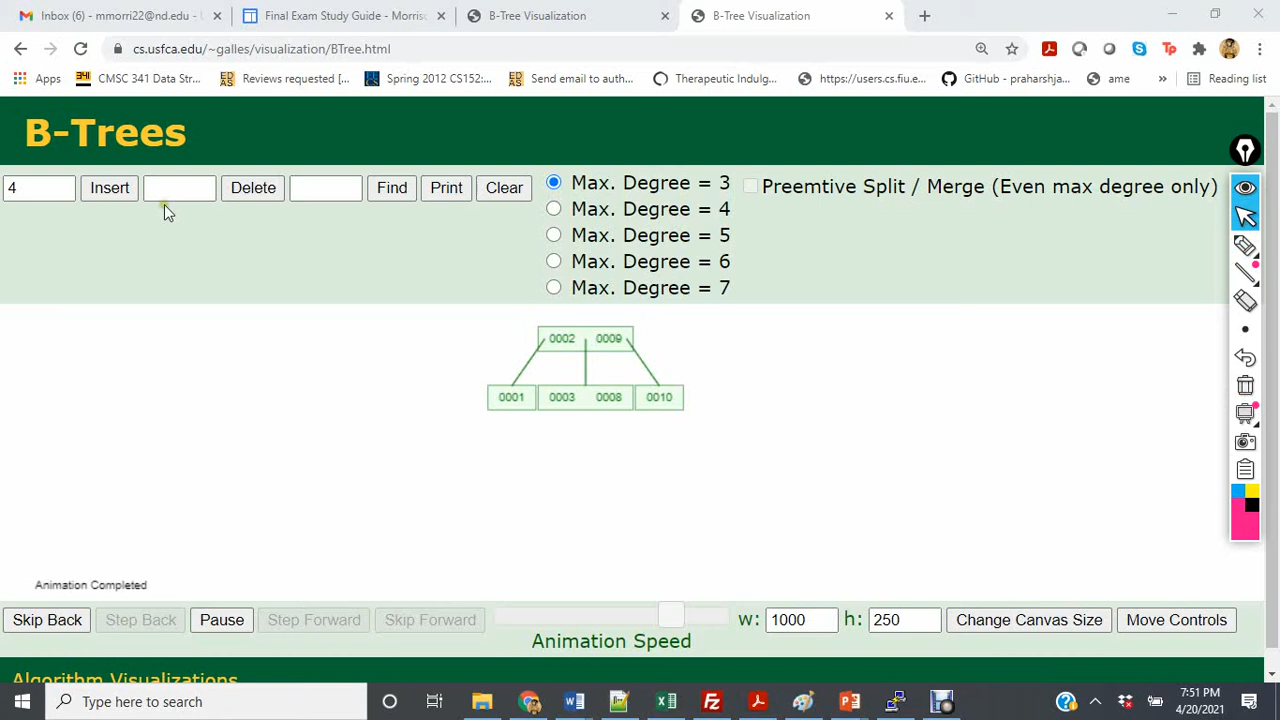 Inbox (6) - mmorri22@nd.edu -
Final Exam Study Guide - Morris
B-Tree Visualization
B-Tree Visualization
cs.usfca.edu/~galles/visualization/BTree.html
Apps
CMSC 341 Data Str...
Reviews requested [...
Spring 2012 CS152:...
Send email to auth...
Therapeutic Indulg...
https://users.cs.fiu.e...
GitHub - praharshja...
ame
»
Reading list
B-Trees
4
Insert
Delete
Find
Print
Clear
Max. Degree = 3
Max. Degree = 4
Max. Degree = 5
Max. Degree = 6
Max. Degree = 7
Preemtive Split / Merge (Even max degree only)
0002 0009
0001 0003 0008 0010
Animation Completed
Skip Back
Step Back
Pause
Step Forward
Skip Forward
Animation Speed
w: 1000 h: 250
Change Canvas Size
Move Controls
Algorithm Visualizations
Type here to search
7:51 PM
4/20/2021